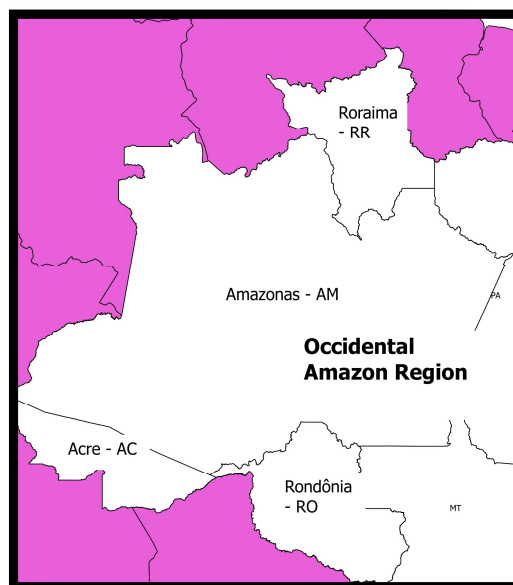 Roraima
- RR
Amazonas - AM
PA
Occidental
Amazon Region
Acre - AC
Rondônia
- RO
MT